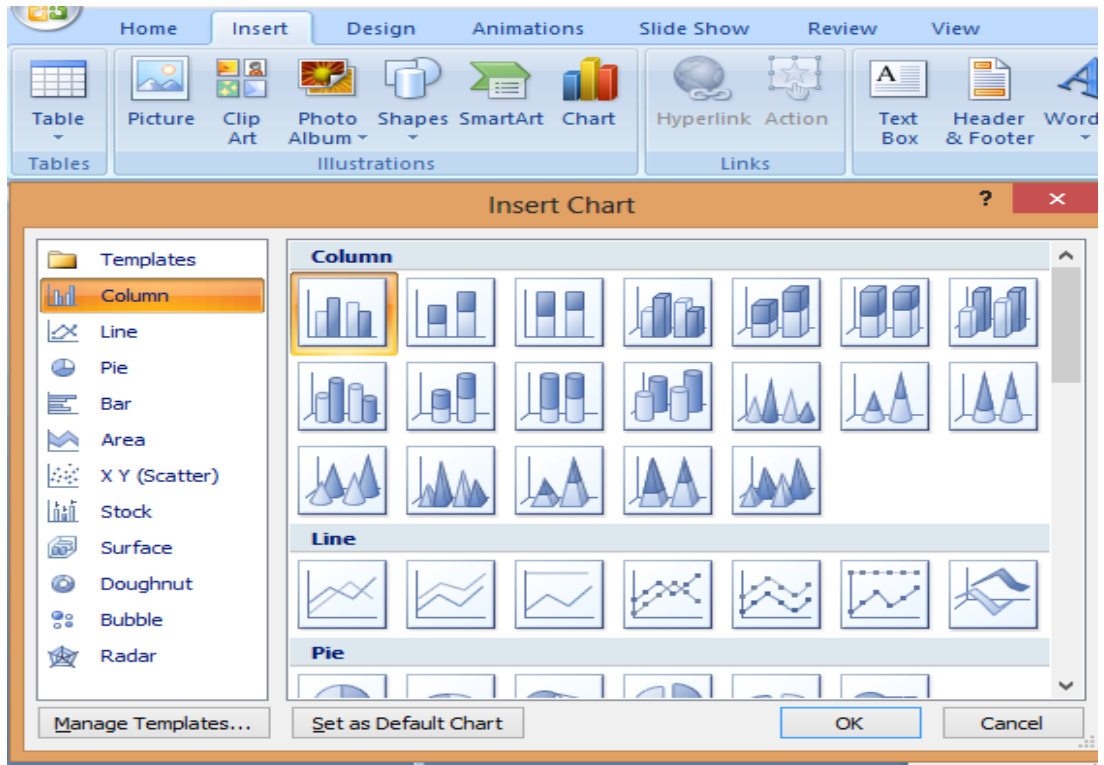 Home Insert Design Animations Slide Show Review View
Table Picture Clip Art Photo Album Shapes SmartArt Chart Hyperlink Action Text Box Header & Footer Word
Tables Illustrations Links
Insert Chart ?
Templates
Column
Line
Pie
Bar
Area
X Y (Scatter)
Stock
Surface
Doughnut
Bubble
Radar
Column
Line
Pie
Manage Templates... Set as Default Chart OK Cancel